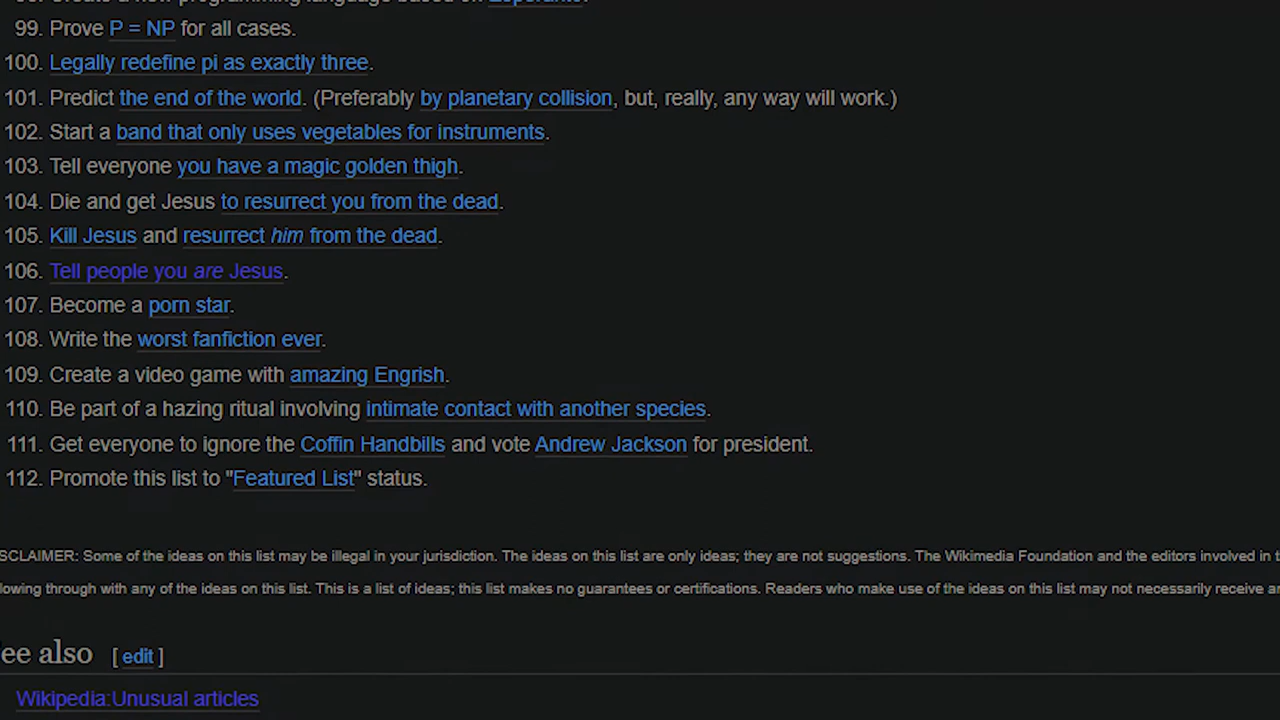 99. Prove P = NP for all cases.
100. Legally redefine pi as exactly three.
101. Predict the end of the world. (Preferably by planetary collision, but, really, any way will work.)
102. Start a band that only uses vegetables for instruments.
103. Tell everyone you have a magic golden thigh.
104. Die and get Jesus to resurrect you from the dead.
105. Kill Jesus and resurrect him from the dead.
106. Tell people you are Jesus.
107. Become a porn star.
108. Write the worst fanfiction ever.
109. Create a video game with amazing Engrish.
110. Be part of a hazing ritual involving intimate contact with another species.
111. Get everyone to ignore the Coffin Handbills and vote Andrew Jackson for president.
112. Promote this list to "Featured List" status.
SCLAIMER: Some of the ideas on this list may be illegal in your jurisdiction. The ideas on this list are only ideas; they are not suggestions. The Wikimedia Foundation and the editors involved in
lowing through with any of the ideas on this list. This is a list of ideas; this list makes no guarantees or certifications. Readers who make use of the ideas on this list may not necessarily receive
ee also [ edit ]
Wikipedia:Unusual articles